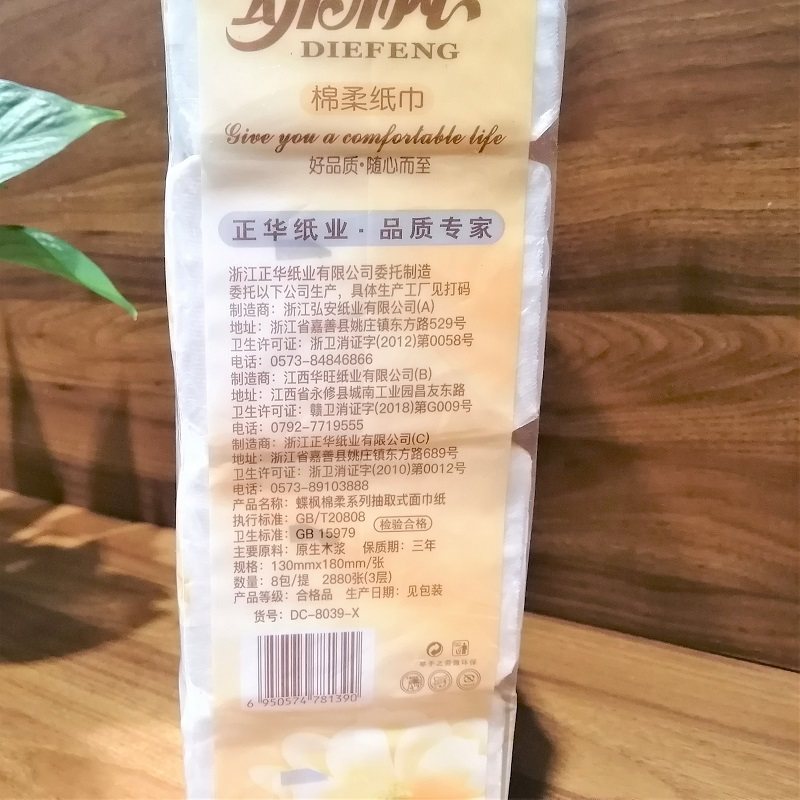 DIEFENG
棉柔纸巾
Give you a comfortable life
好品质·随心而至
正华纸业·品质专家
浙江正华纸业有限公司委托制造
委托以下公司生产，具体生产工厂见打码
制造商：浙江弘安纸业有限公司(A)
地址：浙江省嘉善县姚庄镇东方路529号
卫生许可证：浙卫消证字(2012)第0058号
电话：0573-84846866
制造商：江西华旺纸业有限公司(B)
地址：江西省永修县城南工业园昌友东路
卫生许可证：赣卫消证字(2018)第G009号
电话：0792-7719555
制造商：浙江正华纸业有限公司(C)
地址：浙江省嘉善县姚庄镇东方路689号
卫生许可证：浙卫消证字(2010)第0012号
电话：0573-89103888
产品名称：蝶枫棉柔系列抽取式面巾纸
执行标准：GB/T20808
检验合格
卫生标准：GB 15979
主要原料：原生木浆 保质期：三年
规格：130mmx180mm/张
数量：8包/提 2880张(3层)
产品等级：合格品 生产日期：见包装
货号：DC-8039-X
6 950574 781390
举手之劳做环保